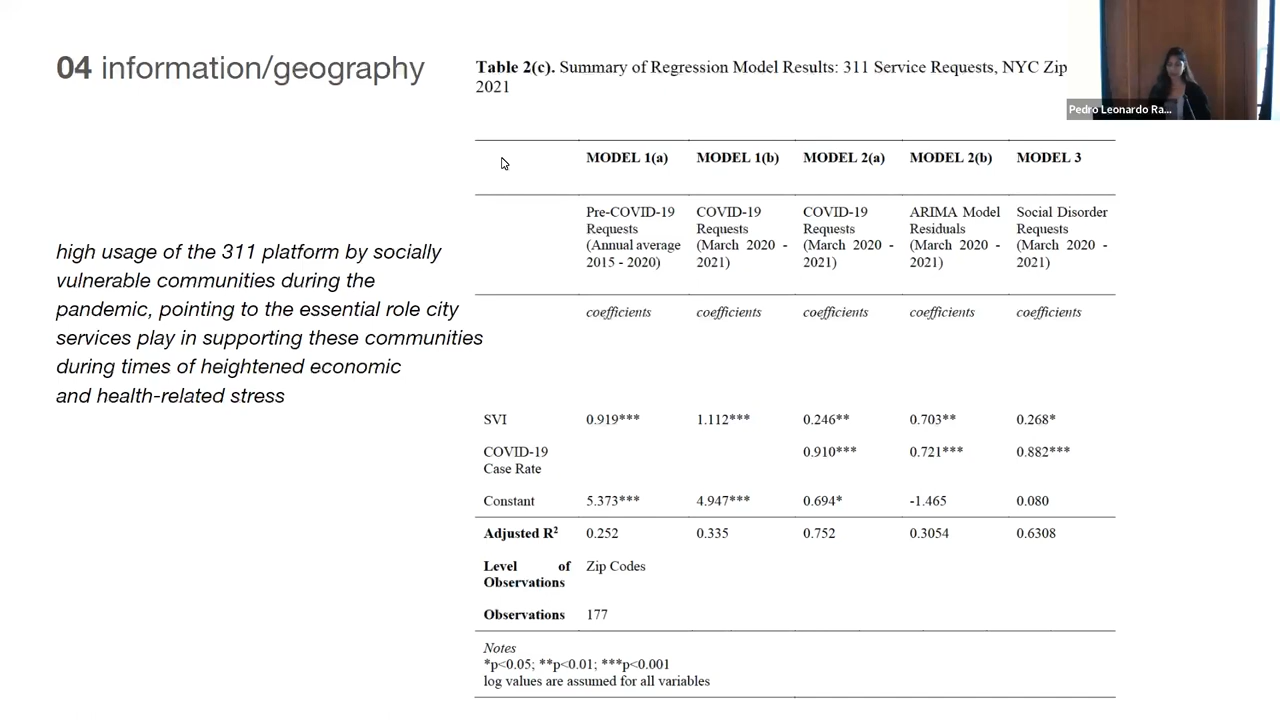 04 information/geography
high usage of the 311 platform by socially
vulnerable communities during the
pandemic, pointing to the essential role city
services play in supporting these communities
during times of heightened economic
and health-related stress
Table 2(c). Summary of Regression Model Results: 311 Service Requests, NYC Zip
2021
Pedro Leonardo Ra...
MODEL 1(a) MODEL 1(b) MODEL 2(a) MODEL 2(b) MODEL 3
Pre-COVID-19 COVID-19 COVID-19 ARIMA Model Social Disorder
Requests Requests Requests Residuals Requests
(Annual average (March 2020 - (March 2020 - (March 2020 - (March 2020 -
2015 - 2020) 2021) 2021) 2021) 2021)
coefficients coefficients coefficients coefficients coefficients
SVI 0.919*** 1.112*** 0.246** 0.703** 0.268*
COVID-19 0.910*** 0.721*** 0.882***
Case Rate
Constant 5.373*** 4.947*** 0.694* -1.465 0.080
Adjusted R² 0.252 0.335 0.752 0.3054 0.6308
Level of Zip Codes
Observations
Observations 177
Notes
*p<0.05; **p<0.01; ***p<0.001
log values are assumed for all variables